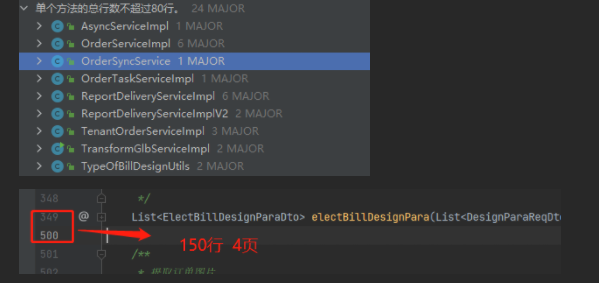 单个方法的总行数不超过80行。 24 MAJOR
AsyncServiceImpl 1 MAJOR
OrderServiceImpl 6 MAJOR
OrderSyncService 1 MAJOR
OrderTaskServiceImpl 1 MAJOR
ReportDeliveryServiceImpl 6 MAJOR
ReportDeliveryServiceImplV2 2 MAJOR
TenantOrderServiceImpl 3 MAJOR
TransformGlbServiceImpl 2 MAJOR
TypeOfBillDesignUtils 2 MAJOR
348 */
349 @ List<ElectBillDesignParaDto> electBillDesignPara(List<DesignParaReqDto
500
150行 4页
501 /**
502 *